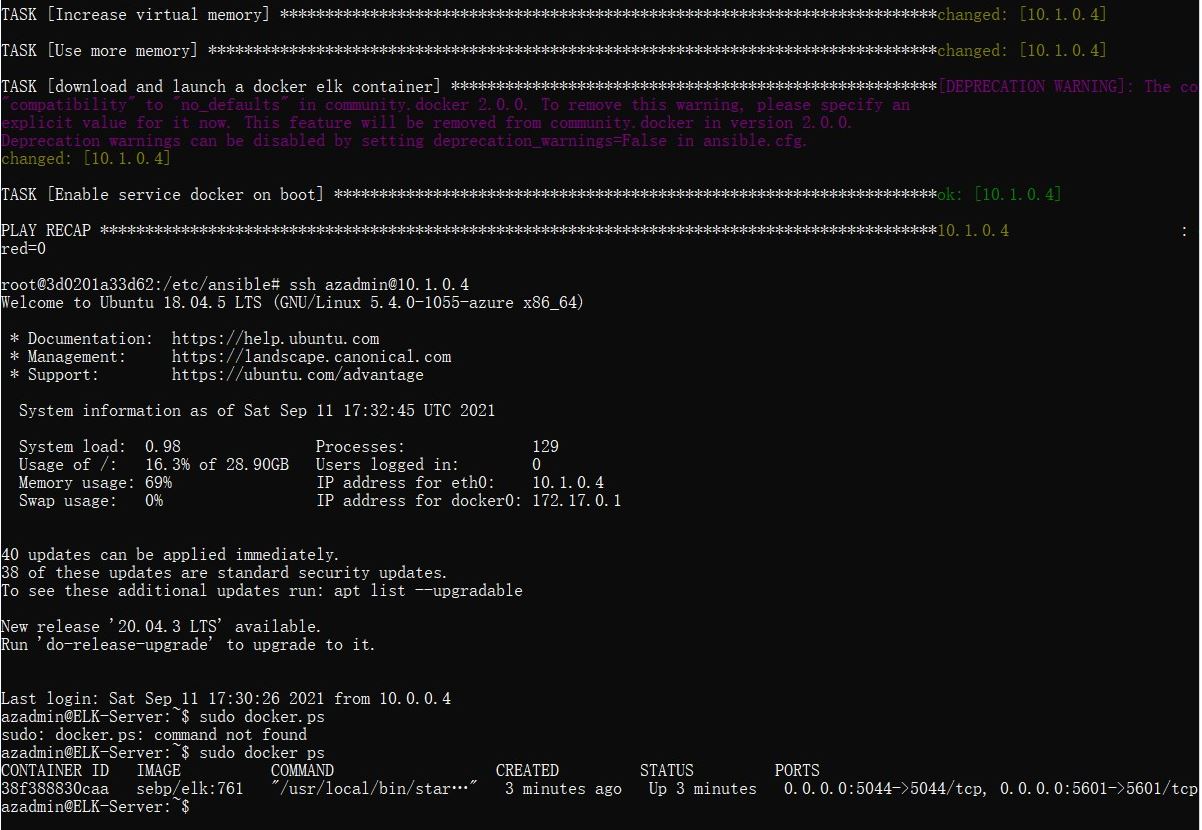 TASK [Increase virtual memory] *************************************************************************changed: [10.1.0.4]
TASK [Use more memory] *********************************************************************************changed: [10.1.0.4]
TASK [download and launch a docker elk container] ******************************************************[DEPRECATION WARNING]: The co
"compatibility" to "no_defaults" in community.docker 2.0.0. To remove this warning, please specify an
explicit value for it now. This feature will be removed from community.docker in version 2.0.0.
Deprecation warnings can be disabled by setting deprecation_warnings=False in ansible.cfg.
changed: [10.1.0.4]
TASK [Enable service docker on boot] *******************************************************************ok: [10.1.0.4]
PLAY RECAP *********************************************************************************************10.1.0.4 :
red=0
root@3d0201a33d62:/etc/ansible# ssh azadmin@10.1.0.4
Welcome to Ubuntu 18.04.5 LTS (GNU/Linux 5.4.0-1055-azure x86_64)
* Documentation: https://help.ubuntu.com
* Management: https://landscape.canonical.com
* Support: https://ubuntu.com/advantage
System information as of Sat Sep 11 17:32:45 UTC 2021
System load: 0.98 Processes: 129
Usage of /: 16.3% of 28.90GB Users logged in: 0
Memory usage: 69% IP address for eth0: 10.1.0.4
Swap usage: 0% IP address for docker0: 172.17.0.1
40 updates can be applied immediately.
38 of these updates are standard security updates.
To see these additional updates run: apt list --upgradable
New release '20.04.3 LTS' available.
Run 'do-release-upgrade' to upgrade to it.
Last login: Sat Sep 11 17:30:26 2021 from 10.0.0.4
azadmin@ELK-Server:~$ sudo docker.ps
sudo: docker.ps: command not found
azadmin@ELK-Server:~$ sudo docker ps
CONTAINER ID IMAGE COMMAND CREATED STATUS PORTS
38f388830caa sebp/elk:761 "/usr/local/bin/star…" 3 minutes ago Up 3 minutes 0.0.0.0:5044->5044/tcp, 0.0.0.0:5601->5601/tcp
azadmin@ELK-Server:~$